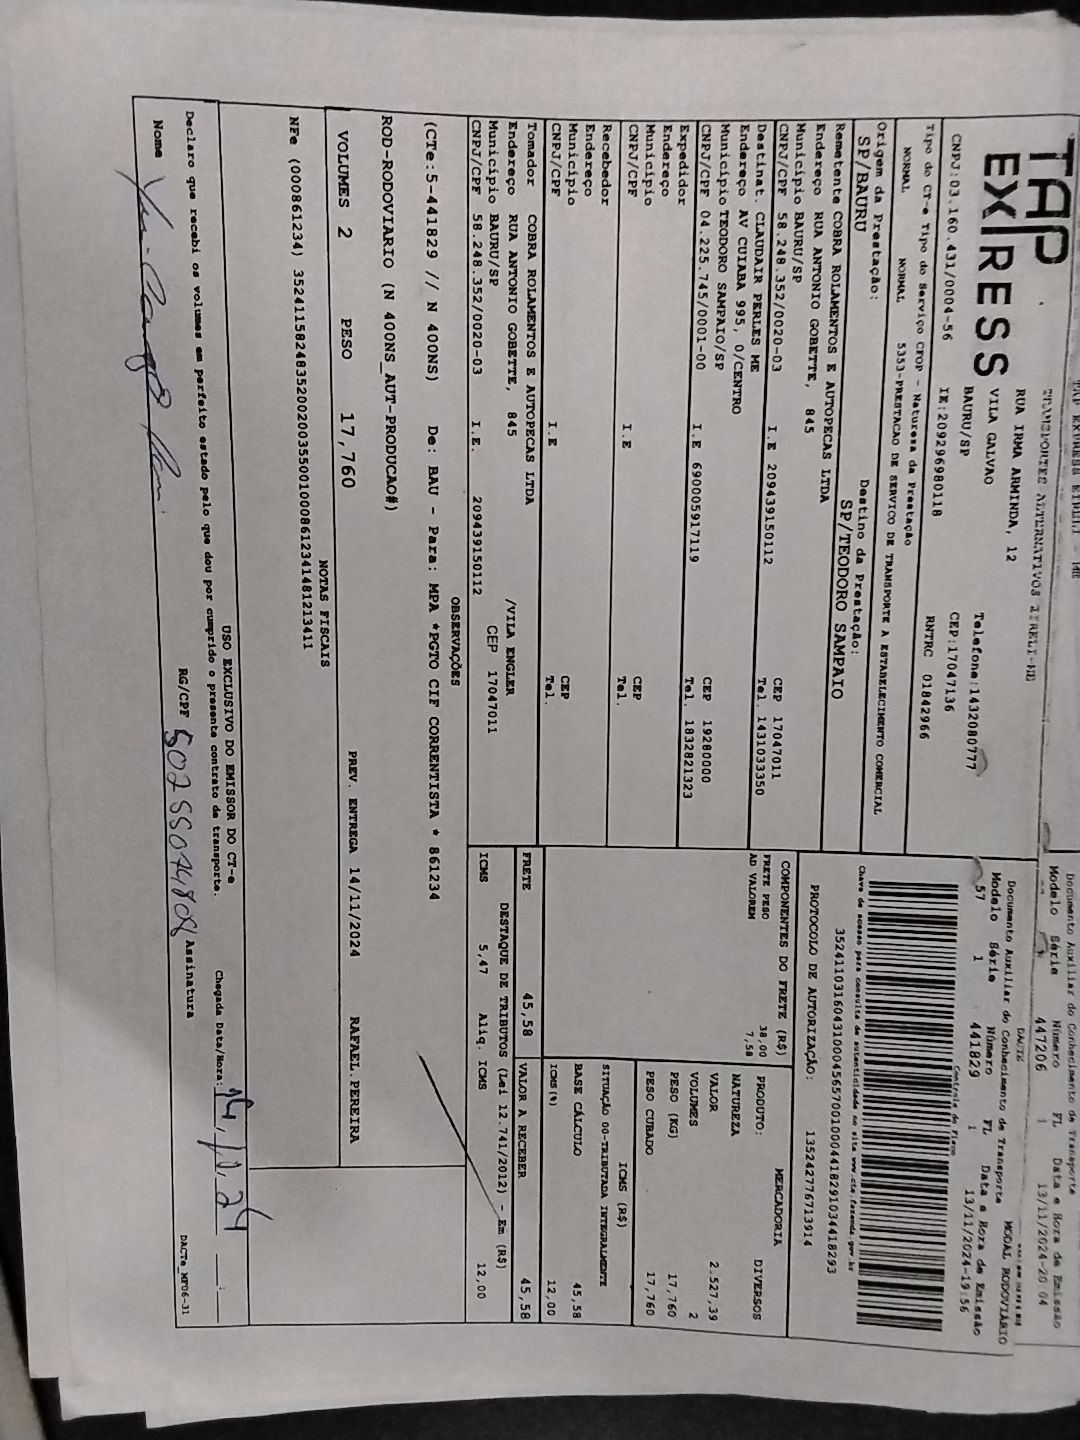 TRANSPORTES ALTERNATIVOS EIRELI-ME
Documento Auxiliar do Conhecimento de Transporte
Modelo Série Número FL Data e Hora de Emissão
447206 1 13/11/2024-20:04
TAP
EXPRESS
RUA IRMA ARMINDA, 12
VILA GALVAO
BAURU/SP
Telefone:1432080777
CEP:17047136
CNPJ:03.160.431/0004-56 IE:209296980118 RNTRC 01842966
DACTE
Documento Auxiliar do Conhecimento de Transporte MODAL RODOVIÁRIO
Modelo Série Número FL Data e Hora de Emissão
57 1 441829 1 13/11/2024-19:56
Controle do Fisco
Chave de acesso para consulta de autenticidade no site www.cte.fazenda.gov.br
35241103160431000456570010004418291034418293
PROTOCOLO DE AUTORIZAÇÃO: 135242776713914
Tipo do CT-e Tipo do Serviço CFOP - Natureza da Prestação
NORMAL NORMAL 5353-PRESTACAO DE SERVICO DE TRANSPORTE A ESTABELECIMENTO COMERCIAL
Origem da Prestação: Destino da Prestação:
SP/BAURU SP/TEODORO SAMPAIO
Remetente COBRA ROLAMENTOS E AUTOPECAS LTDA
Endereço RUA ANTONIO GOBETTE, 845
Município BAURU/SP CEP 17047011
CNPJ/CPF 58.248.352/0020-03 I.E 209439150112 Tel. 1431033350
Destinat. CLAUDAIR PERLES ME
Endereço AV CUIABA 995, 0/CENTRO
Município TEODORO SAMPAIO/SP CEP 19280000
CNPJ/CPF 04.225.745/0001-00 I.E 690005917119 Tel. 1832821323
Expedidor
Endereço
Município CEP
CNPJ/CPF I.E Tel.
Recebedor
Endereço
Município CEP
CNPJ/CPF I.E Tel.
Tomador COBRA ROLAMENTOS E AUTOPECAS LTDA
Endereço RUA ANTONIO GOBETTE, 845 /VILA ENGLER
Município BAURU/SP CEP 17047011
CNPJ/CPF 58.248.352/0020-03 I.E. 209439150112
COMPONENTES DO FRETE (R$)
FRETE PESO 38,00
AD VALOREM 7,58
MERCADORIA
PRODUTO: DIVERSOS
NATUREZA
VALOR 2.527,39
VOLUMES 2
PESO (KG) 17,760
PESO CUBADO 17,760
ICMS (R$)
SITUAÇÃO 00-TRIBUTADA INTEGRALMENTE
BASE CÁLCULO 45,58
ICMS(%) 12,00
FRETE 45,58 VALOR A RECEBER 45,58
DESTAQUE DE TRIBUTOS (Lei 12.741/2012) - Em (R$)
ICMS 5,47 Aliq. ICMS 12,00
OBSERVAÇÕES
(CTe:5-441829 // N 400NS) De: BAU - Para: MPA *PGTO CIF CORRENTISTA * 861234
ROD-RODOVIARIO (N 400NS_AUT-PRODUCAO#)
VOLUMES 2 PESO 17,760 PREV. ENTREGA 14/11/2024 RAFAEL.PEREIRA
NOTAS FISCAIS
NFe (000861234) 35241158248352002003550010008612341481213411
USO EXCLUSIVO DO EMISSOR DO CT-e
Declaro que recebi os volumes em perfeito estado pelo que dou por cumprido o presente contrato de transporte. Chegada Data/Hora: 14/11/24 :
Nome RG/CPF Assinatura
DACTe_MP06-31